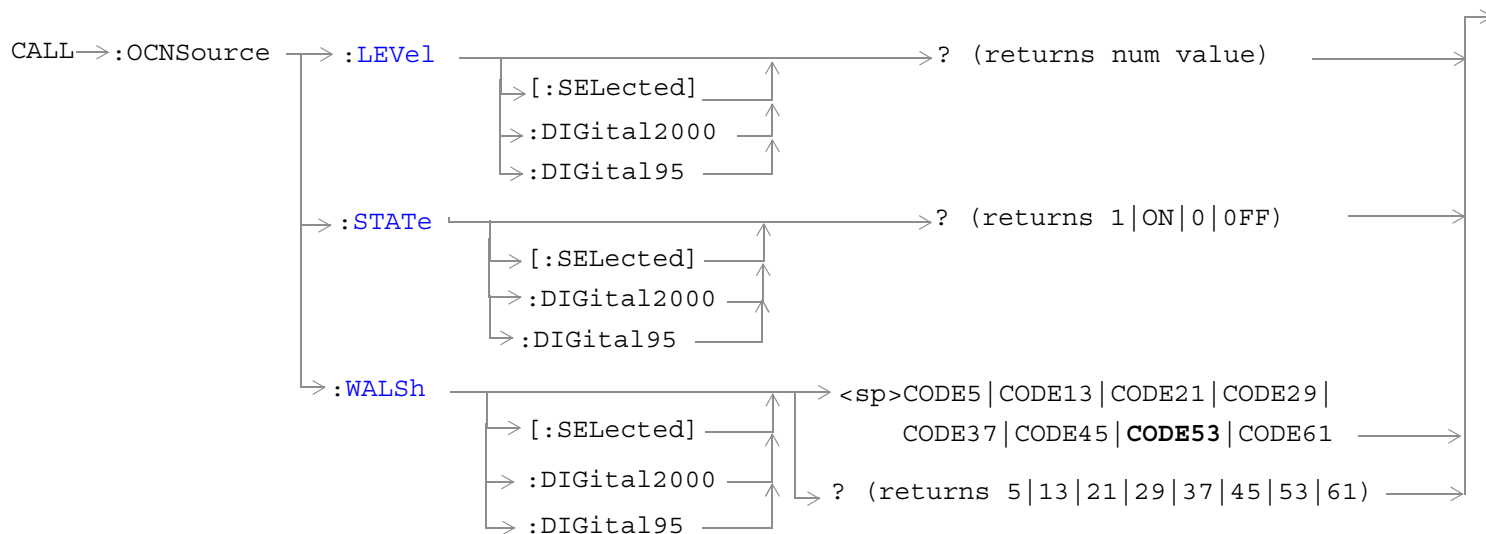 CALL :OCNSource :LEVel ? (returns num value)
[:SELected]
:DIGital2000
:DIGital95
:STATe ? (returns 1|ON|0|0FF)
[:SELected]
:DIGital2000
:DIGital95
:WALSh <sp>CODE5|CODE13|CODE21|CODE29|
[:SELected] CODE37|CODE45|CODE53|CODE61
:DIGital2000 ? (returns 5|13|21|29|37|45|53|61)
:DIGital95